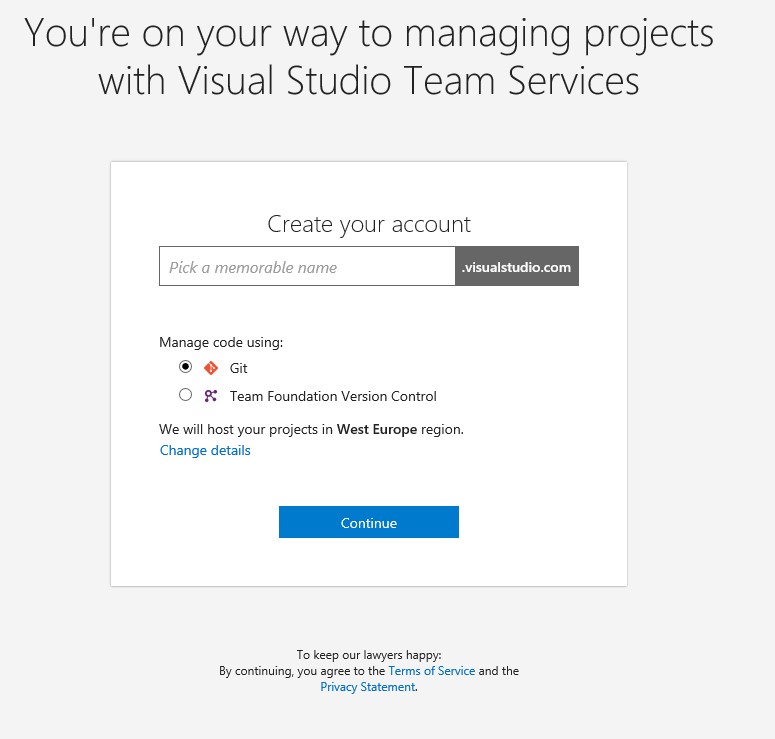 You're on your way to managing projects
with Visual Studio Team Services
Create your account
Pick a memorable name .visualstudio.com
Manage code using:
Git
Team Foundation Version Control
We will host your projects in West Europe region.
Change details
Continue
To keep our lawyers happy:
By continuing, you agree to the Terms of Service and the
Privacy Statement.